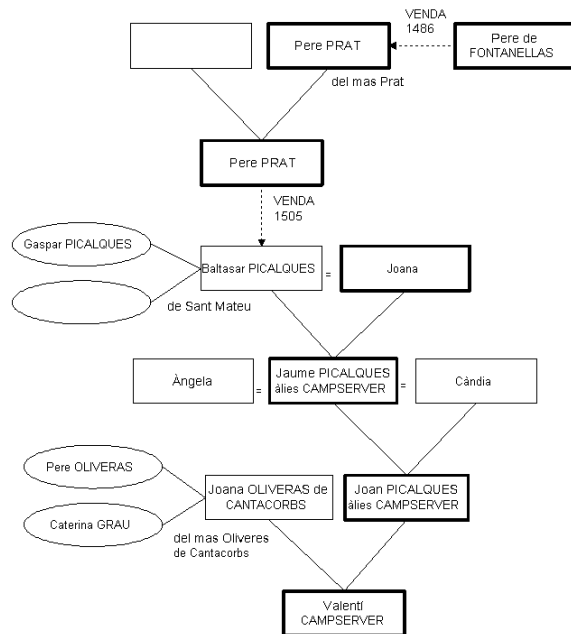 VENDA
1486
Pere PRAT
Pere de
FONTANELLAS
del mas Prat
Pere PRAT
VENDA
1505
Gaspar PICALQUES
Baltasar PICALQUES
=
Joana
de Sant Mateu
Àngela
=
Jaume PICALQUES
àlies CAMPSERVER
=
Càndia
Pere OLIVERAS
Joana OLIVERAS de
CANTACORBS
Joan PICALQUES
àlies CAMPSERVER
Caterina GRAU
del mas Oliveres
de Cantacorbs
Valentí
CAMPSERVER